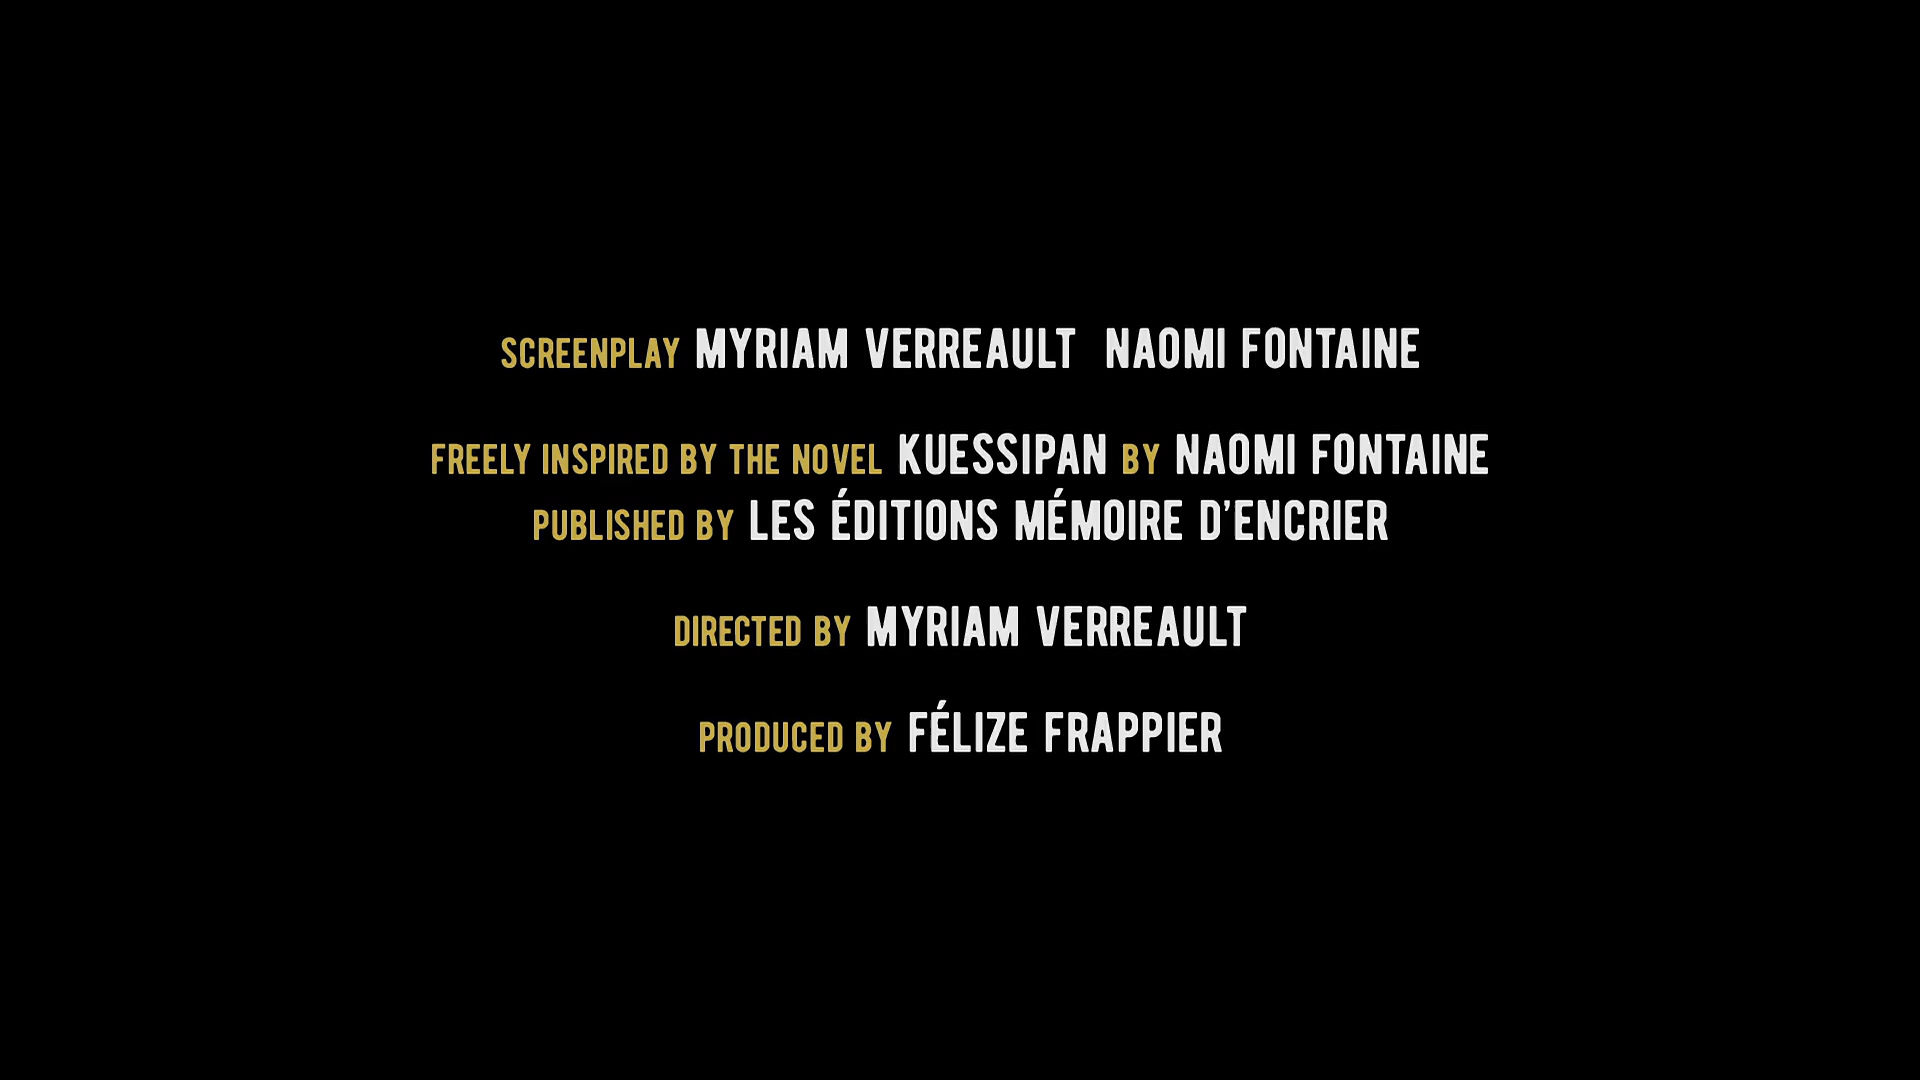 SCREENPLAY MYRIAM VERREAULT NAOMI FONTAINE
FREELY INSPIRED BY THE NOVEL KUESSIPAN BY NAOMI FONTAINE
PUBLISHED BY LES ÉDITIONS MÉMOIRE D'ENCRIER
DIRECTED BY MYRIAM VERREAULT
PRODUCED BY FÉLIZE FRAPPIER